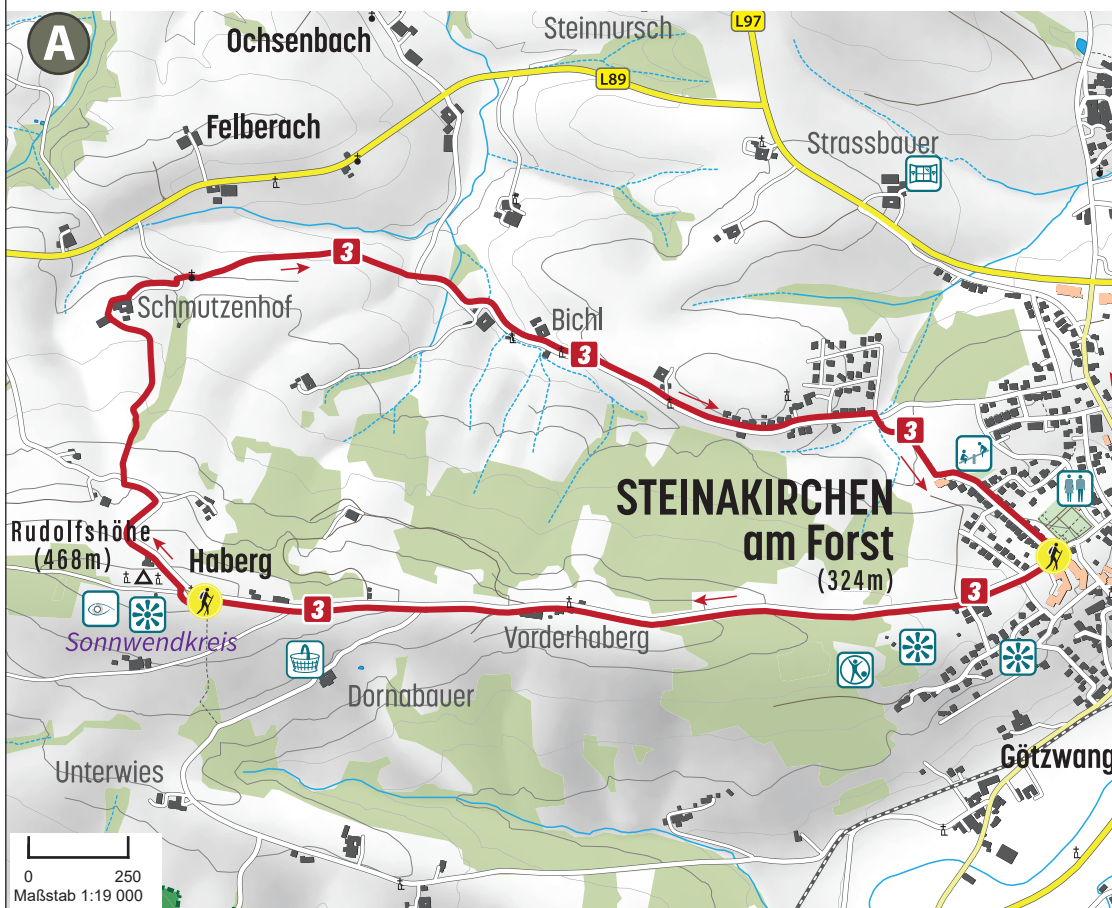 A
Ochsenbach
Steinnursch
L97
L89
Felberach
Strassbauer
3
Schmutzenhof
Bichl
3
3
STEINAKIRCHEN
am Forst
(324m)
Rudolfshöhe
(468m)
Haberg
3
3
Sonnwendkreis
Vorderhaberg
Dornabauer
Götzwang
Unterwies
0 250
Maßstab 1:19 000